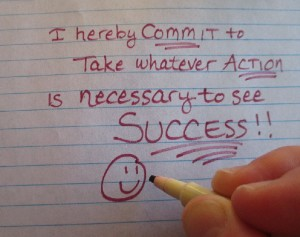 I hereby CommIT to
Take whatever ACTION
is necessary to see
SUCCESS!!